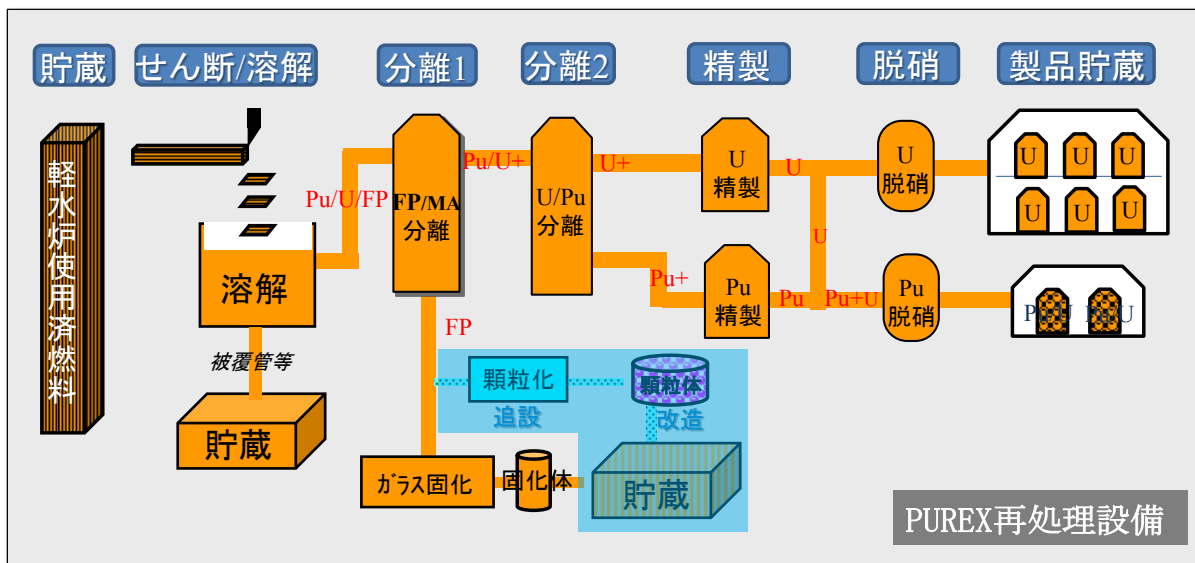 貯蔵
せん断/溶解
分離1
分離2
精製
脱硝
製品貯蔵
軽水炉使用済燃料
溶解
被覆管等
貯蔵
Pu/U/FP
FP/MA
分離
FP
Pu/U+
U/Pu
分離
U+
Pu+
U
精製
Pu
精製
U
U
Pu
Pu+U
U
脱硝
Pu
脱硝
U U U
U U U
Pu/U Pu/U
顆粒化
追設
顆粒体
改造
ｶﾞﾗｽ固化
固化体
貯蔵
PUREX再処理設備